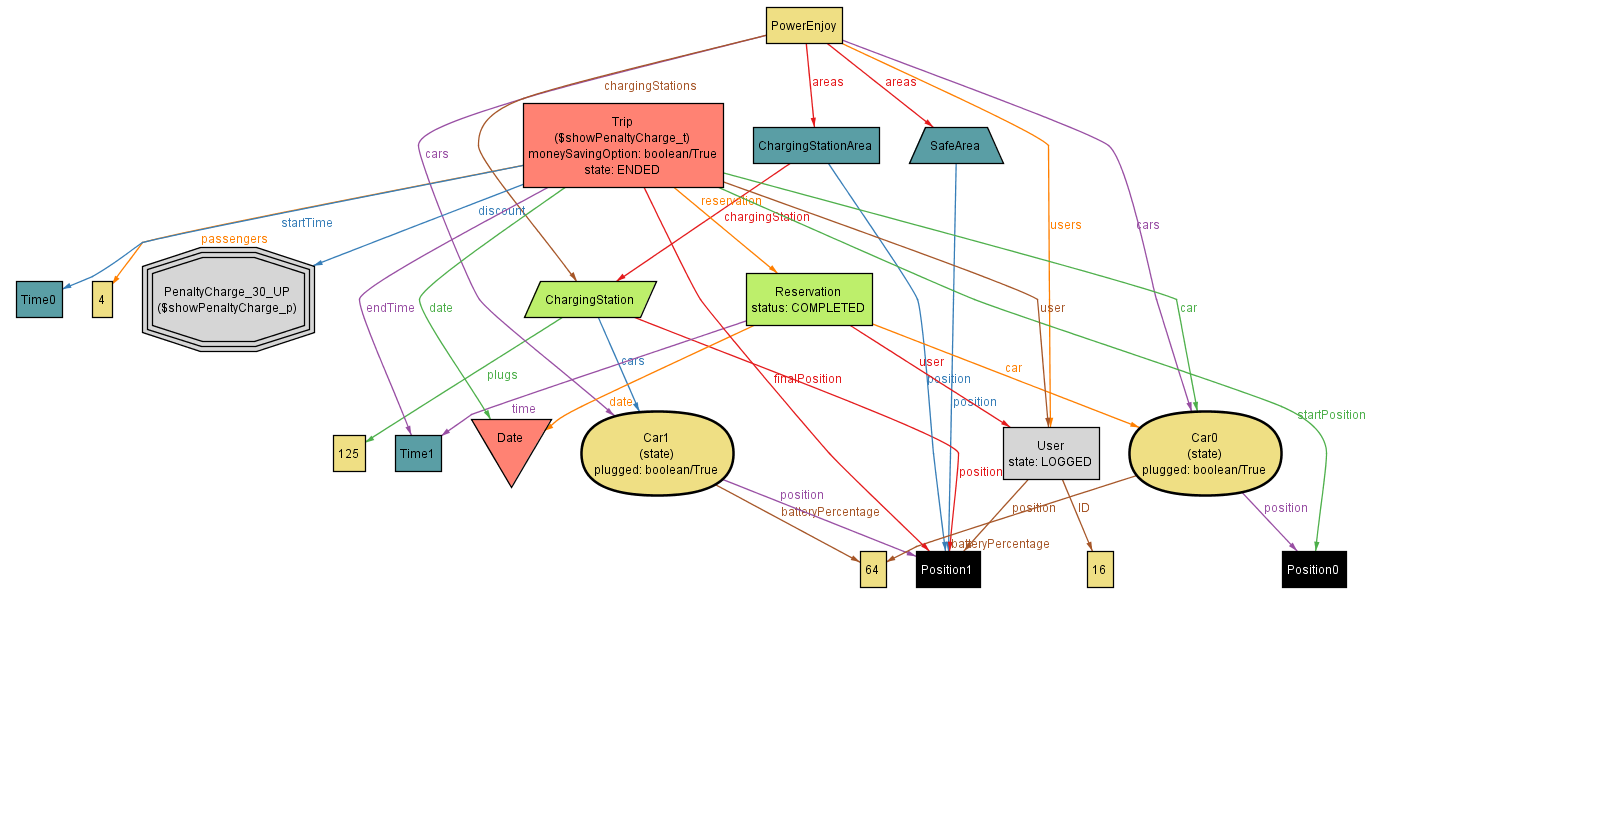 PowerEnjoy
chargingStations
areas
areas
Trip
($showPenaltyCharge_t)
moneySavingOption: boolean/True
state: ENDED
ChargingStationArea
SafeArea
cars
reservation
discount
chargingStation
startTime
passengers
users
cars
Time0
4
PenaltyCharge_30_UP
($showPenaltyCharge_p)
endTime
date
ChargingStation
Reservation
status: COMPLETED
user
car
cars
user
car
plugs
finalPosition
position
position
date
time
startPosition
125
Time1
Date
Car1
(state)
plugged: boolean/True
User
state: LOGGED
Car0
(state)
plugged: boolean/True
position
position
batteryPercentage
position
ID
position
batteryPercentage
64
Position1
16
Position0